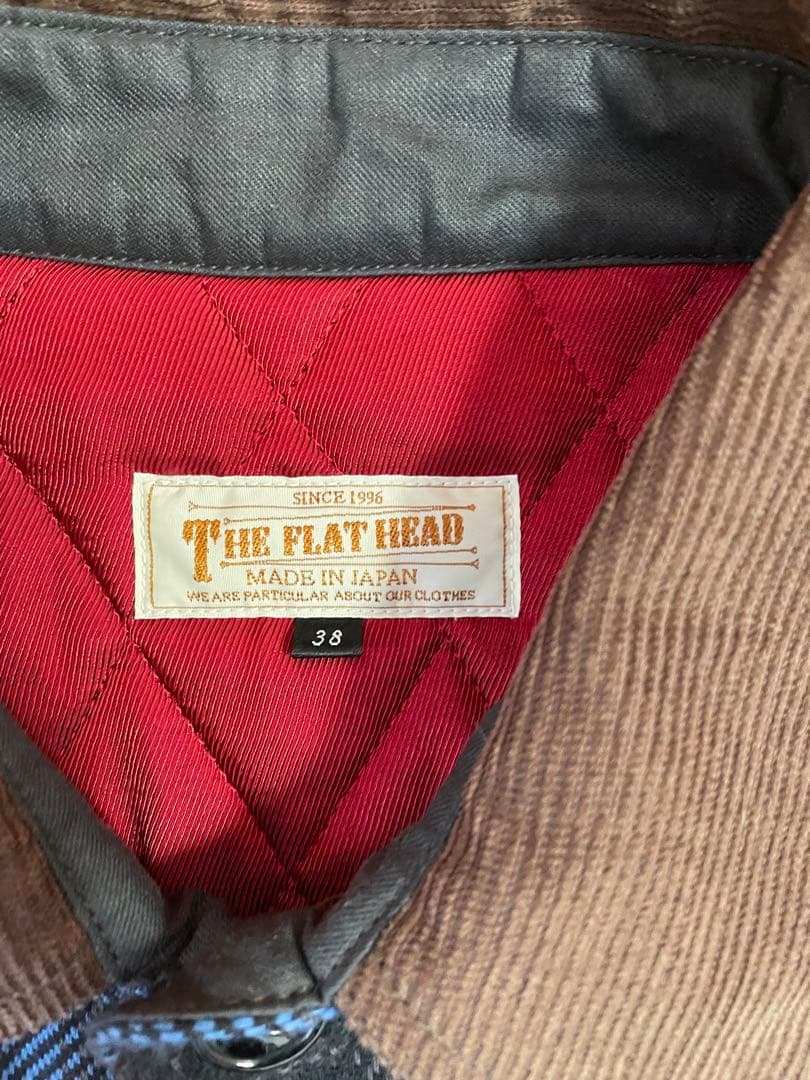 SINCE 1996
THE FLAT HEAD
MADE IN JAPAN
WE ARE PARTICULAR ABOUT OUR CLOTHES
38